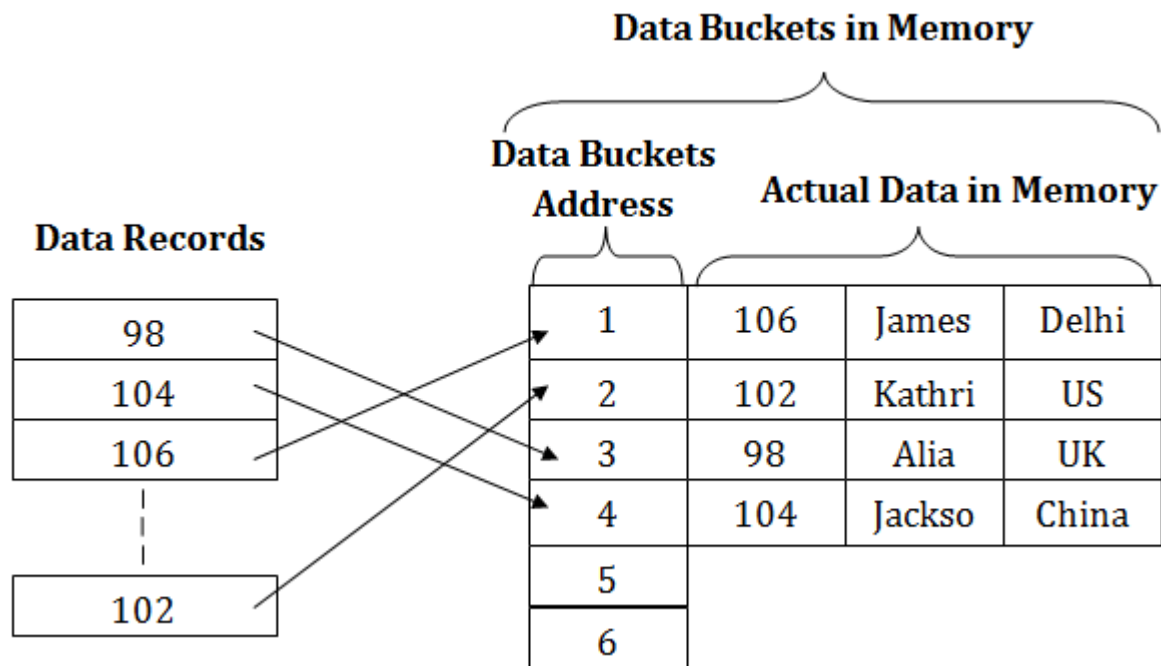 Data Buckets in Memory
Data Buckets
Address
Actual Data in Memory
Data Records
98
104
106
102
1 106 James Delhi
2 102 Kathri US
3 98 Alia UK
4 104 Jackso China
5
6